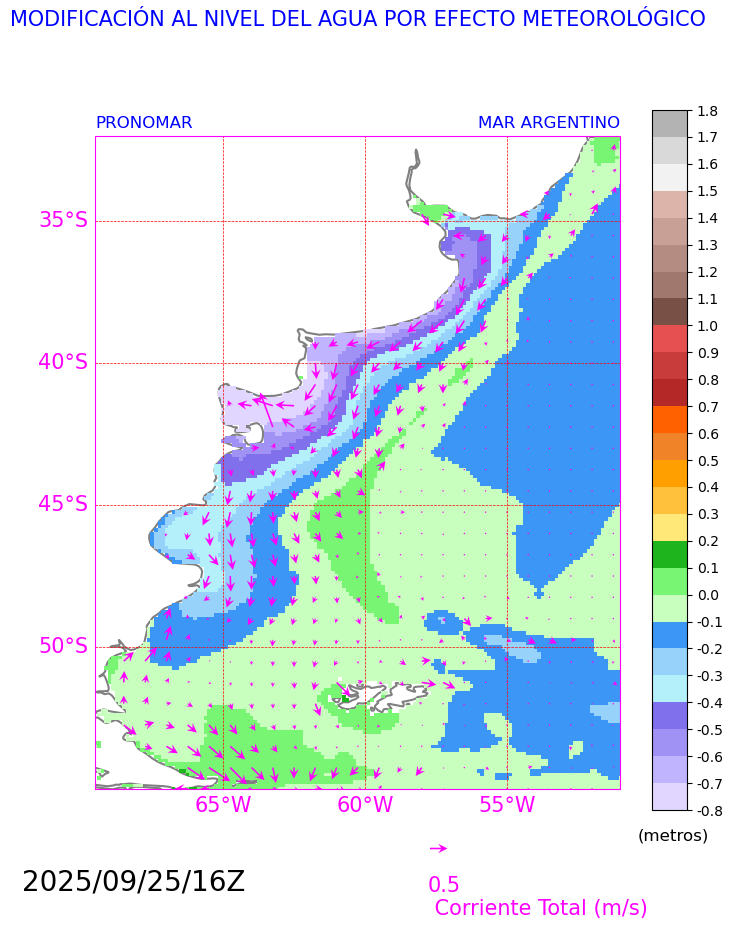 MODIFICACIÓN AL NIVEL DEL AGUA POR EFECTO METEOROLÓGICO
PRONOMAR
MAR ARGENTINO
1.8
1.7
1.6
1.5
1.4
1.3
1.2
1.1
1.0
0.9
0.8
0.7
0.6
0.5
0.4
0.3
0.2
0.1
0.0
-0.1
-0.2
-0.3
-0.4
-0.5
-0.6
-0.7
-0.8
(metros)
35°S
40°S
45°S
50°S
65°W
60°W
55°W
2025/09/25/16Z
0.5
Corriente Total (m/s)